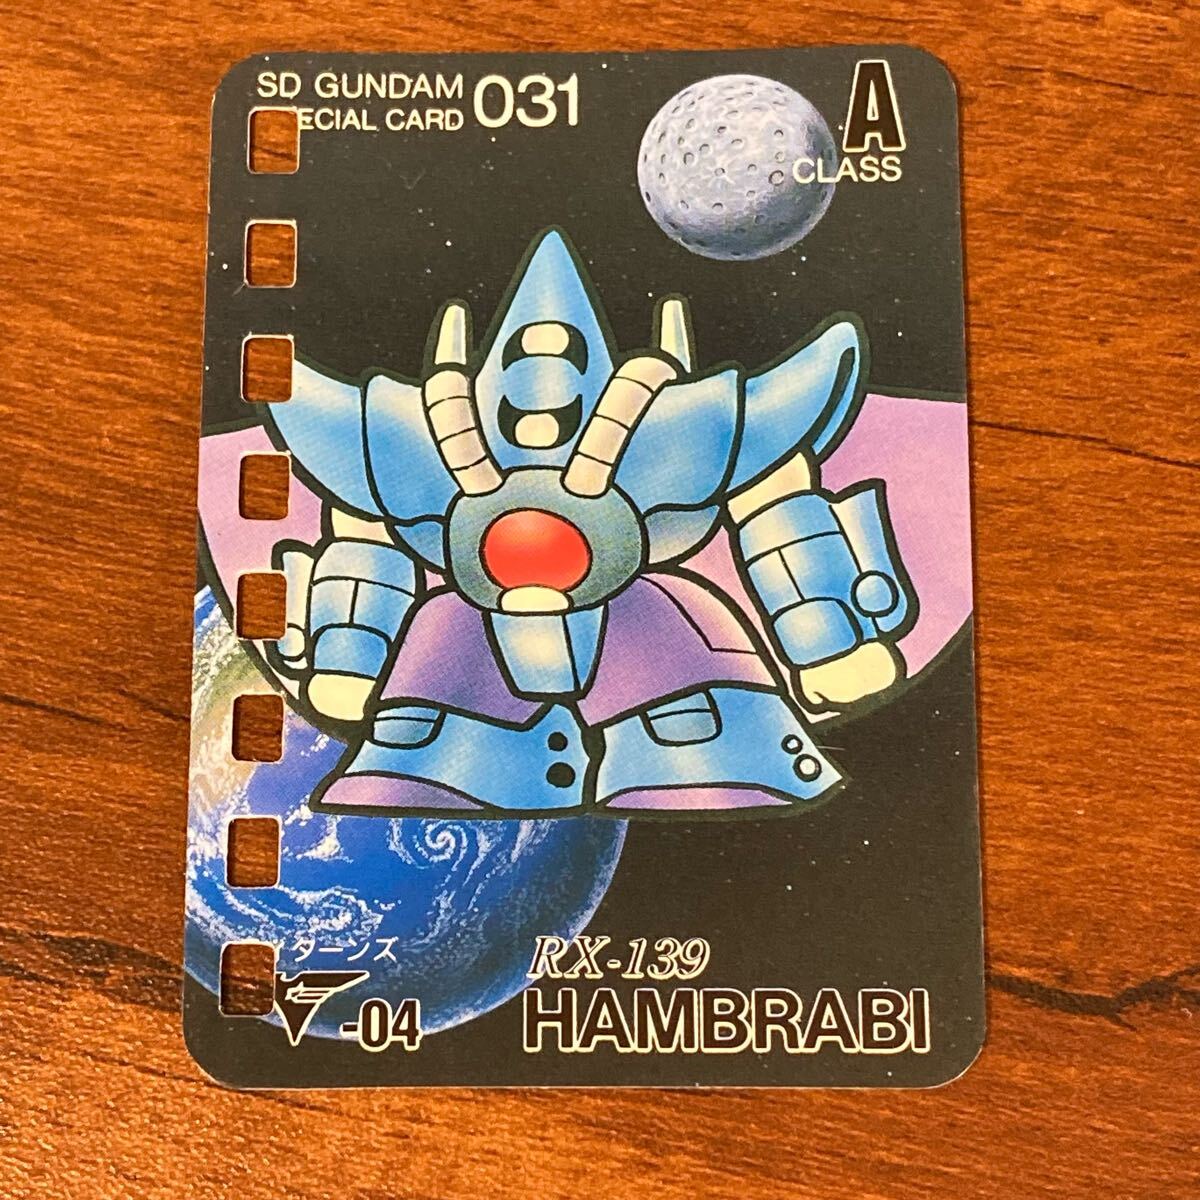 SD GUNDAM
ECIAL CARD 031
A
CLASS
ターンズ
-04
RX-139
HAMBRABI